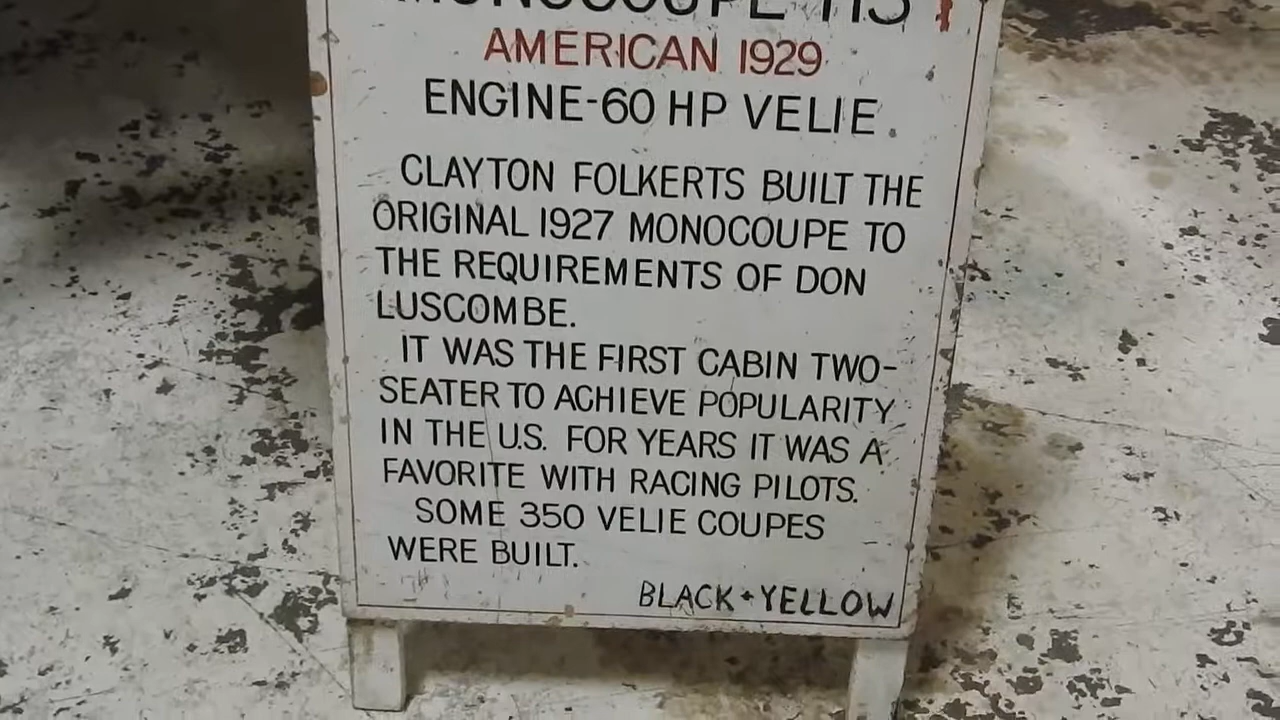 MONOCOUPE 113
AMERICAN 1929
ENGINE-60 HP VELIE.
CLAYTON FOLKERTS BUILT THE
ORIGINAL 1927 MONOCOUPE TO
THE REQUIREMENTS OF DON
LUSCOMBE.
IT WAS THE FIRST CABIN TWO-
SEATER TO ACHIEVE POPULARITY
IN THE U.S. FOR YEARS IT WAS A
FAVORITE WITH RACING PILOTS.
SOME 350 VELIE COUPES
WERE BUILT.
BLACK + YELLOW